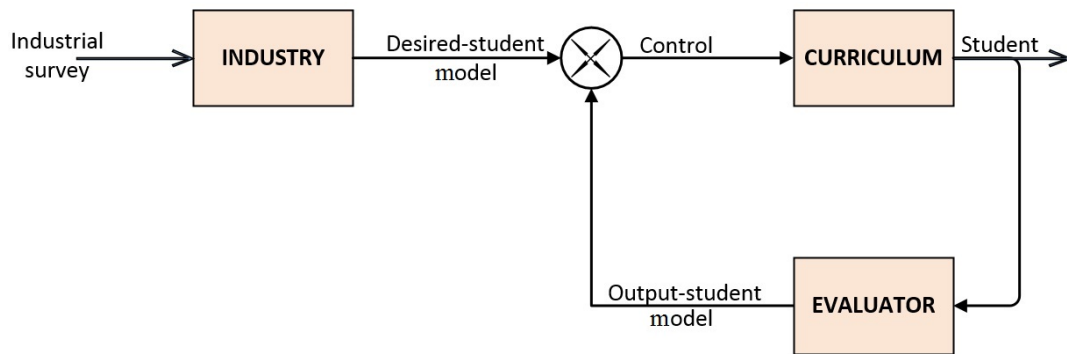 Industrial
survey
INDUSTRY
Desired-student
model
Control
CURRICULUM
Student
Output-student
model
EVALUATOR